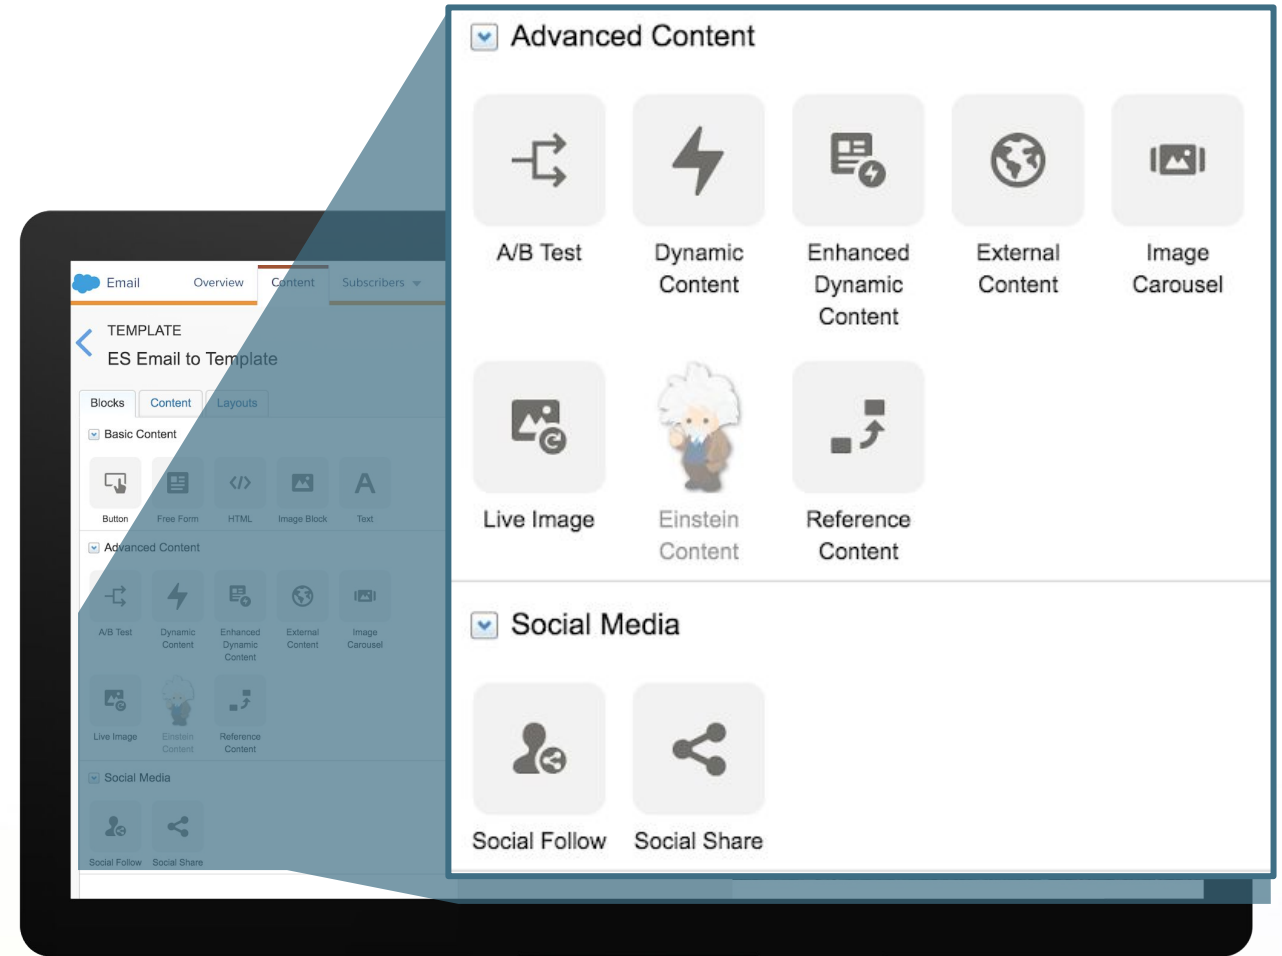 Advanced Content
A/B Test
Dynamic
Content
Enhanced
Dynamic
Content
External
Content
Image
Carousel
Live Image
Einstein
Content
Reference
Content
Social Media
Social Follow
Social Share
Email
Overview
Content
Subscribers
TEMPLATE
ES Email to Template
Blocks
Content
Layouts
Basic Content
Button
Free Form
HTML
Image Block
Text
Advanced Content
A/B Test
Dynamic
Content
Enhanced
Dynamic
Content
External
Content
Image
Carousel
Live Image
Einstein
Content
Reference
Content
Social Media
Social Follow
Social Share